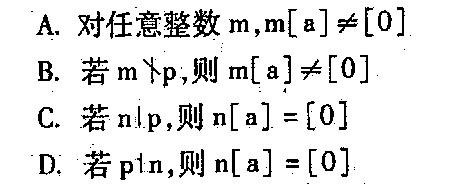 A. 对任意整数 m,m[a]≠[0]
B. 若 m∤p,则 m[a]≠[0]
C. 若 n|p,则 n[a]=[0]
D. 若 p|n,则 n[a]=[0]